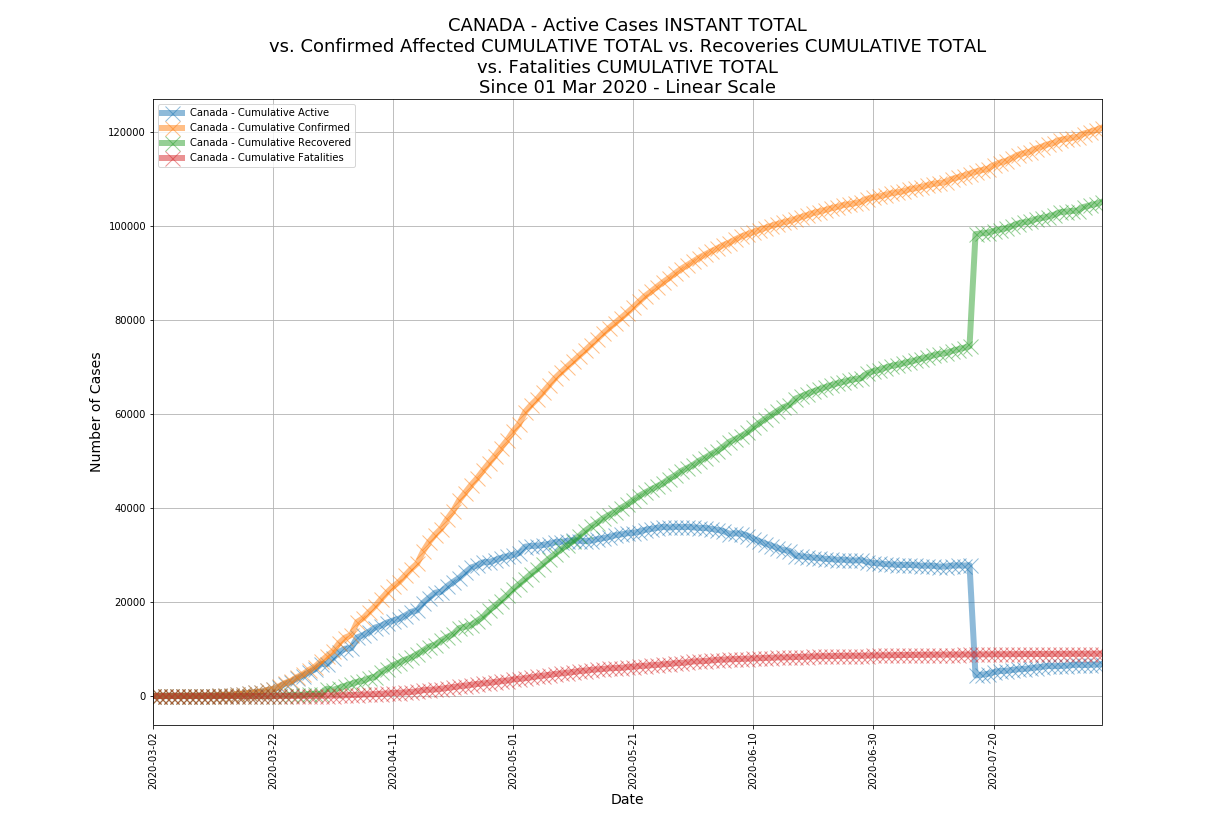 CANADA - Active Cases INSTANT TOTAL
vs. Confirmed Affected CUMULATIVE TOTAL vs. Recoveries CUMULATIVE TOTAL
vs. Fatalities CUMULATIVE TOTAL
Since 01 Mar 2020 - Linear Scale
Canada - Cumulative Active
Canada - Cumulative Confirmed
Canada - Cumulative Recovered
Canada - Cumulative Fatalities
120000
100000
80000
60000
40000
20000
0
Number of Cases
2020-03-02
2020-03-22
2020-04-11
2020-05-01
2020-05-21
2020-06-10
2020-06-30
2020-07-20
Date